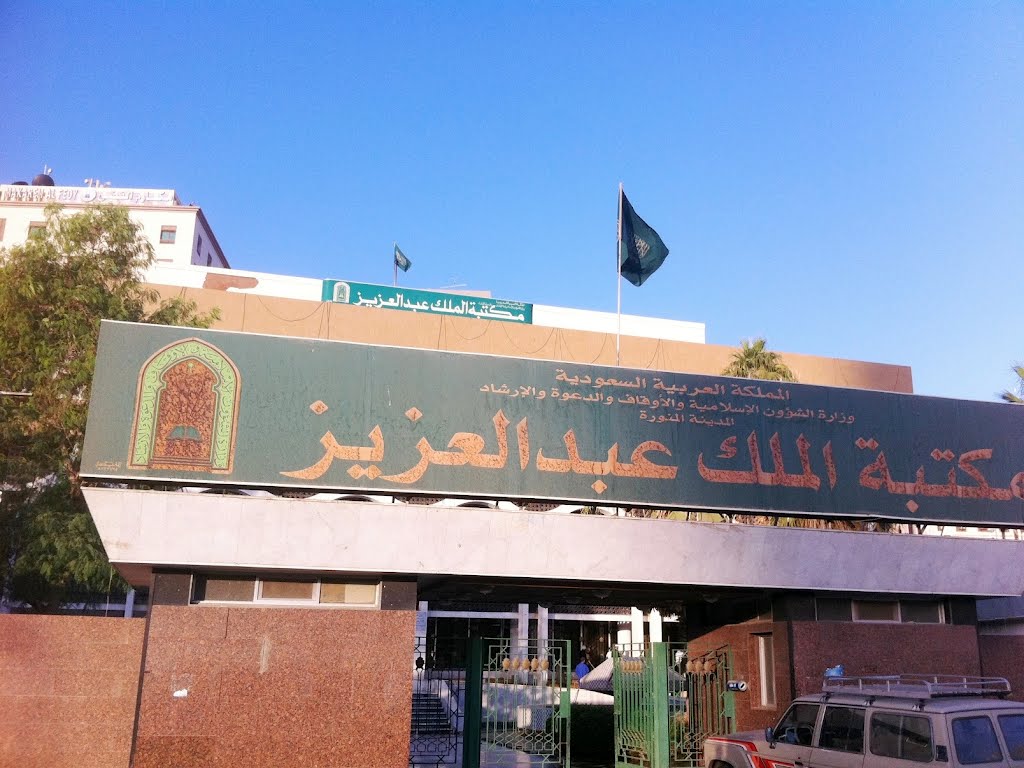 مكتبة الملك عبدالعزيز
المملكة العربية السعودية
وزارة الشؤون الإسلامية والأوقاف والدعوة والإرشاد
المدينة المنورة
مكتبة الملك عبدالعزيز